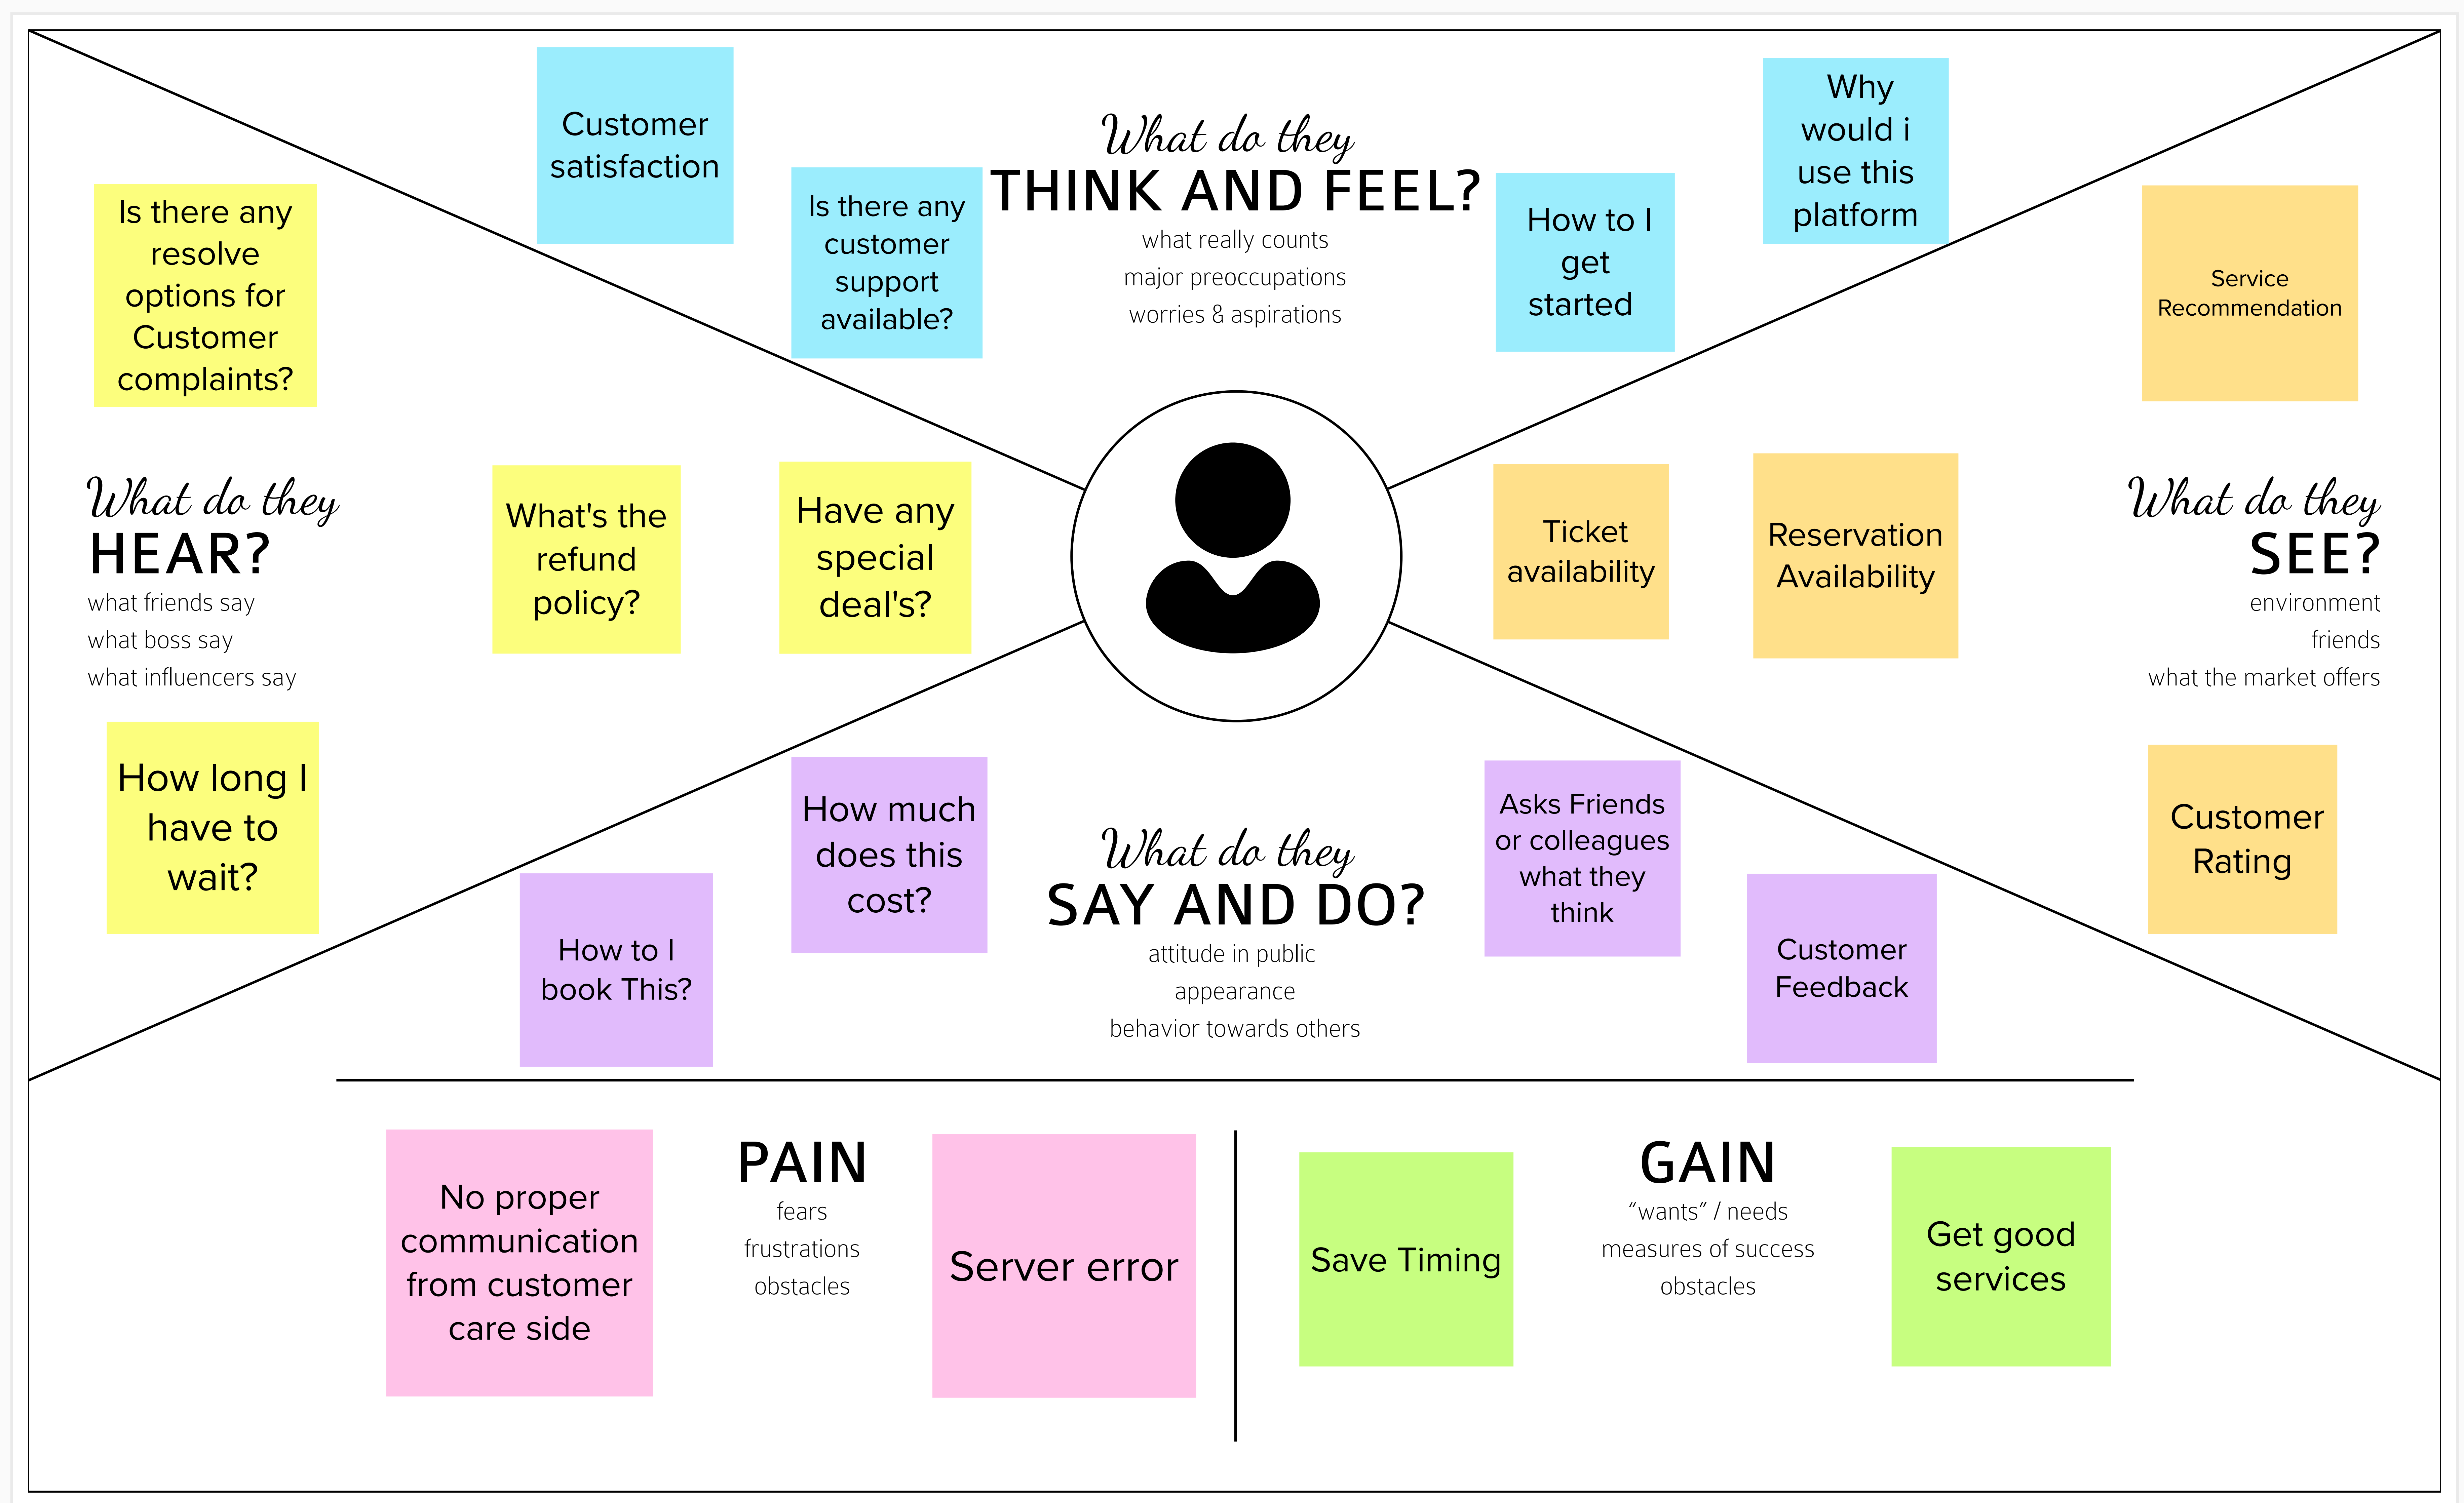 Customer
satisfaction
Is there any
customer
support
available?
What do they
THINK AND FEEL?
what really counts
major preoccupations
worries & aspirations
How to I
get
started
Why
would i
use this
platform
Is there any
resolve
options for
Customer
complaints?
What do they
HEAR?
what friends say
what boss say
what influencers say
What's the
refund
policy?
Have any
special
deal's?
How long I
have to
wait?
Service
Recommendation
Ticket
availability
Reservation
Availability
What do they
SEE?
environment
friends
what the market offers
Customer
Rating
How to I
book This?
How much
does this
cost?
What do they
SAY AND DO?
attitude in public
appearance
behavior towards others
Asks Friends
or colleagues
what they
think
Customer
Feedback
No proper
communication
from customer
care side
PAIN
fears
frustrations
obstacles
Server error
Save Timing
GAIN
“wants” / needs
measures of success
obstacles
Get good
services